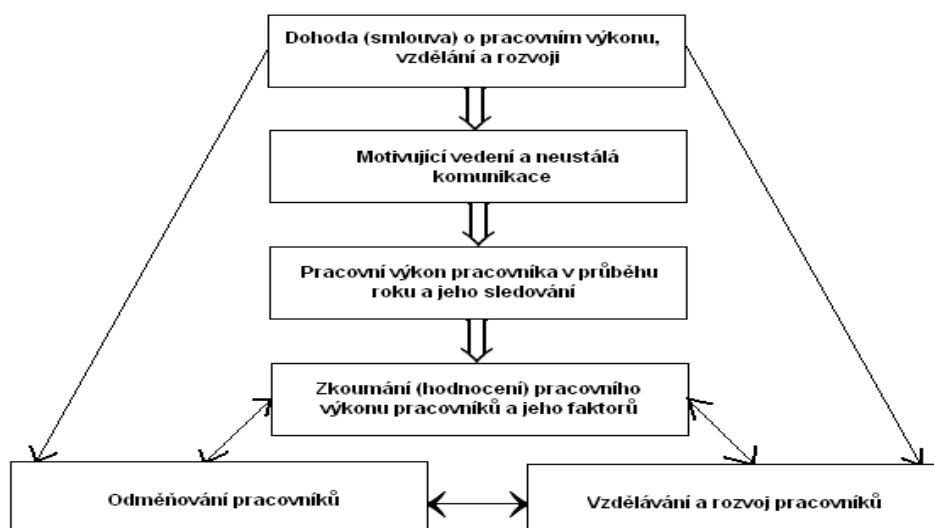 Dohoda (smlouva) o pracovním výkonu,
vzdělání a rozvoji
Motivující vedení a neustálá
komunikace
Pracovní výkon pracovníka v průběhu
roku a jeho sledování
Zkoumání (hodnocení) pracovního
výkonu pracovníků a jeho faktorů
Odměňování pracovníků
Vzdělávání a rozvoj pracovníků